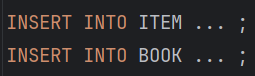 INSERT INTO ITEM ... ;
INSERT INTO BOOK ... ;